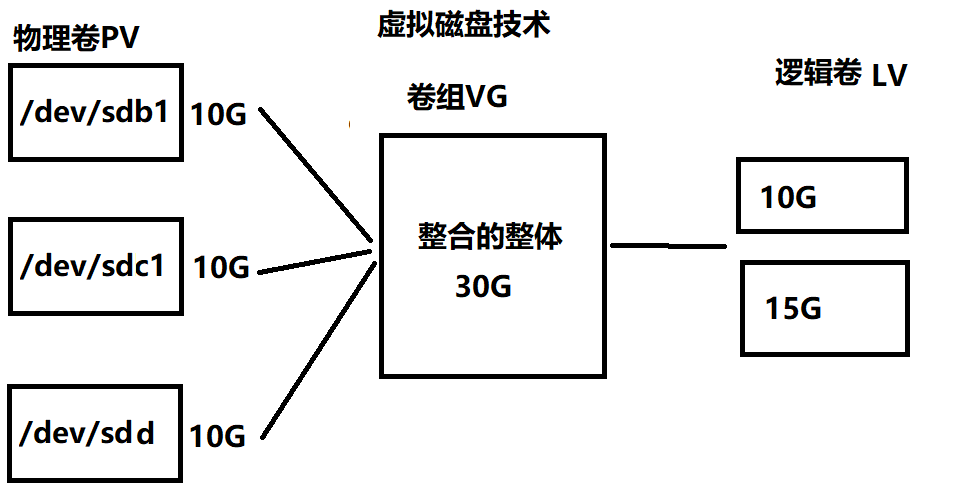 虚拟磁盘技术
物理卷PV
卷组VG
逻辑卷 LV
/dev/sdb1 10G
/dev/sdc1 10G
/dev/sdd 10G
整合的整体
30G
10G
15G